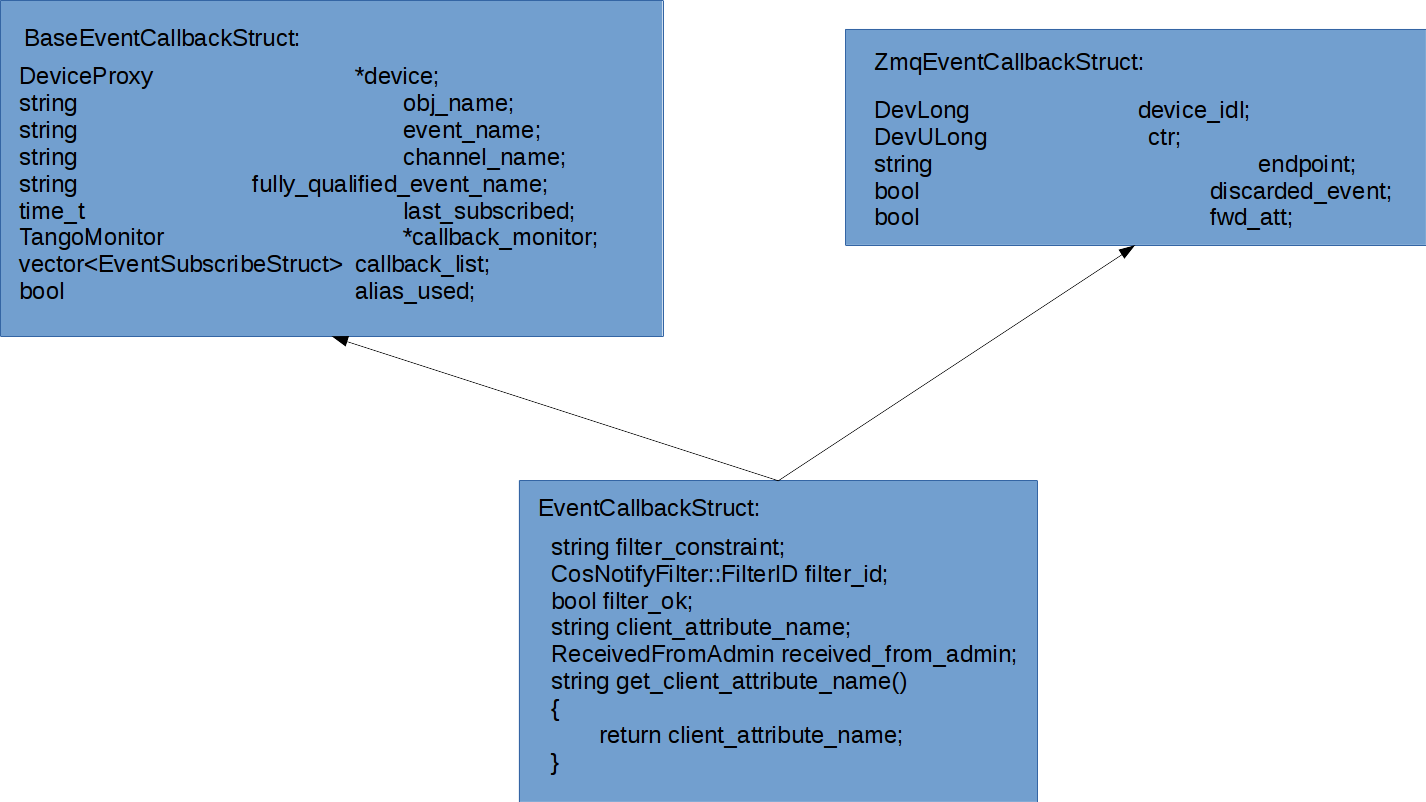 BaseEventCallbackStruct:
DeviceProxy *device;
string obj_name;
string event_name;
string channel_name;
string fully_qualified_event_name;
time_t last_subscribed;
TangoMonitor *callback_monitor;
vector<EventSubscribeStruct> callback_list;
bool alias_used;
ZmqEventCallbackStruct:
DevLong device_idl;
DevULong ctr;
string endpoint;
bool discarded_event;
bool fwd_att;
EventCallbackStruct:
string filter_constraint;
CosNotifyFilter::FilterID filter_id;
bool filter_ok;
string client_attribute_name;
ReceivedFromAdmin received_from_admin;
string get_client_attribute_name()
{
return client_attribute_name;
}